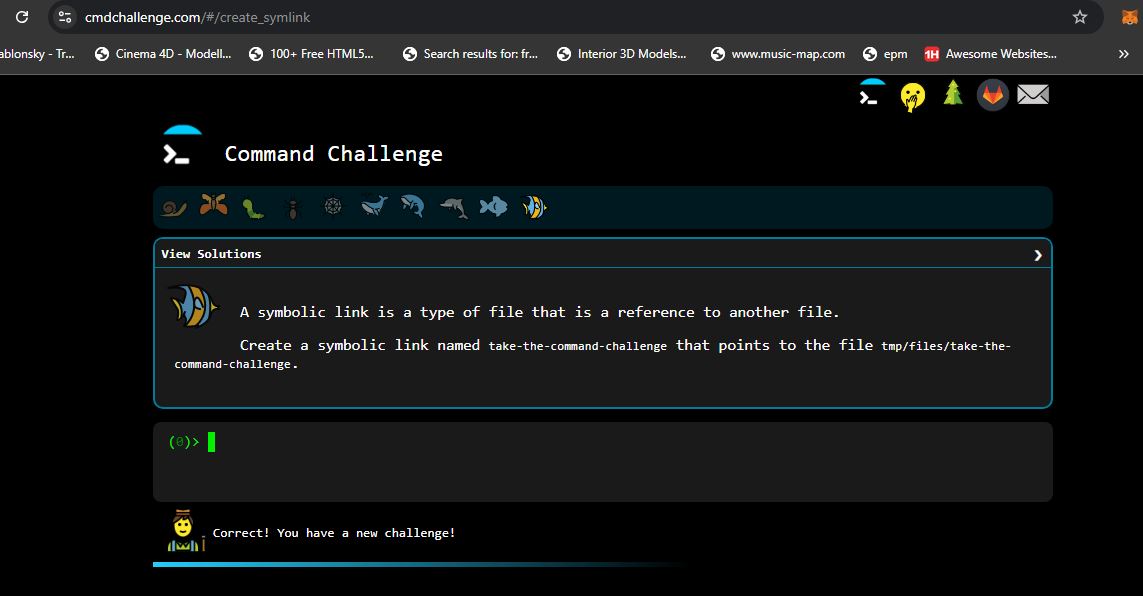 cmdchallenge.com/#/create_symlink
ablonsky - Tr... Cinema 4D - Modell... 100+ Free HTML5... Search results for: fr... Interior 3D Models... www.music-map.com epm 1H Awesome Websites... »
Command Challenge
View Solutions ❯
A symbolic link is a type of file that is a reference to another file.
Create a symbolic link named take-the-command-challenge that points to the file tmp/files/take-the-
command-challenge.
(0)>
Correct! You have a new challenge!